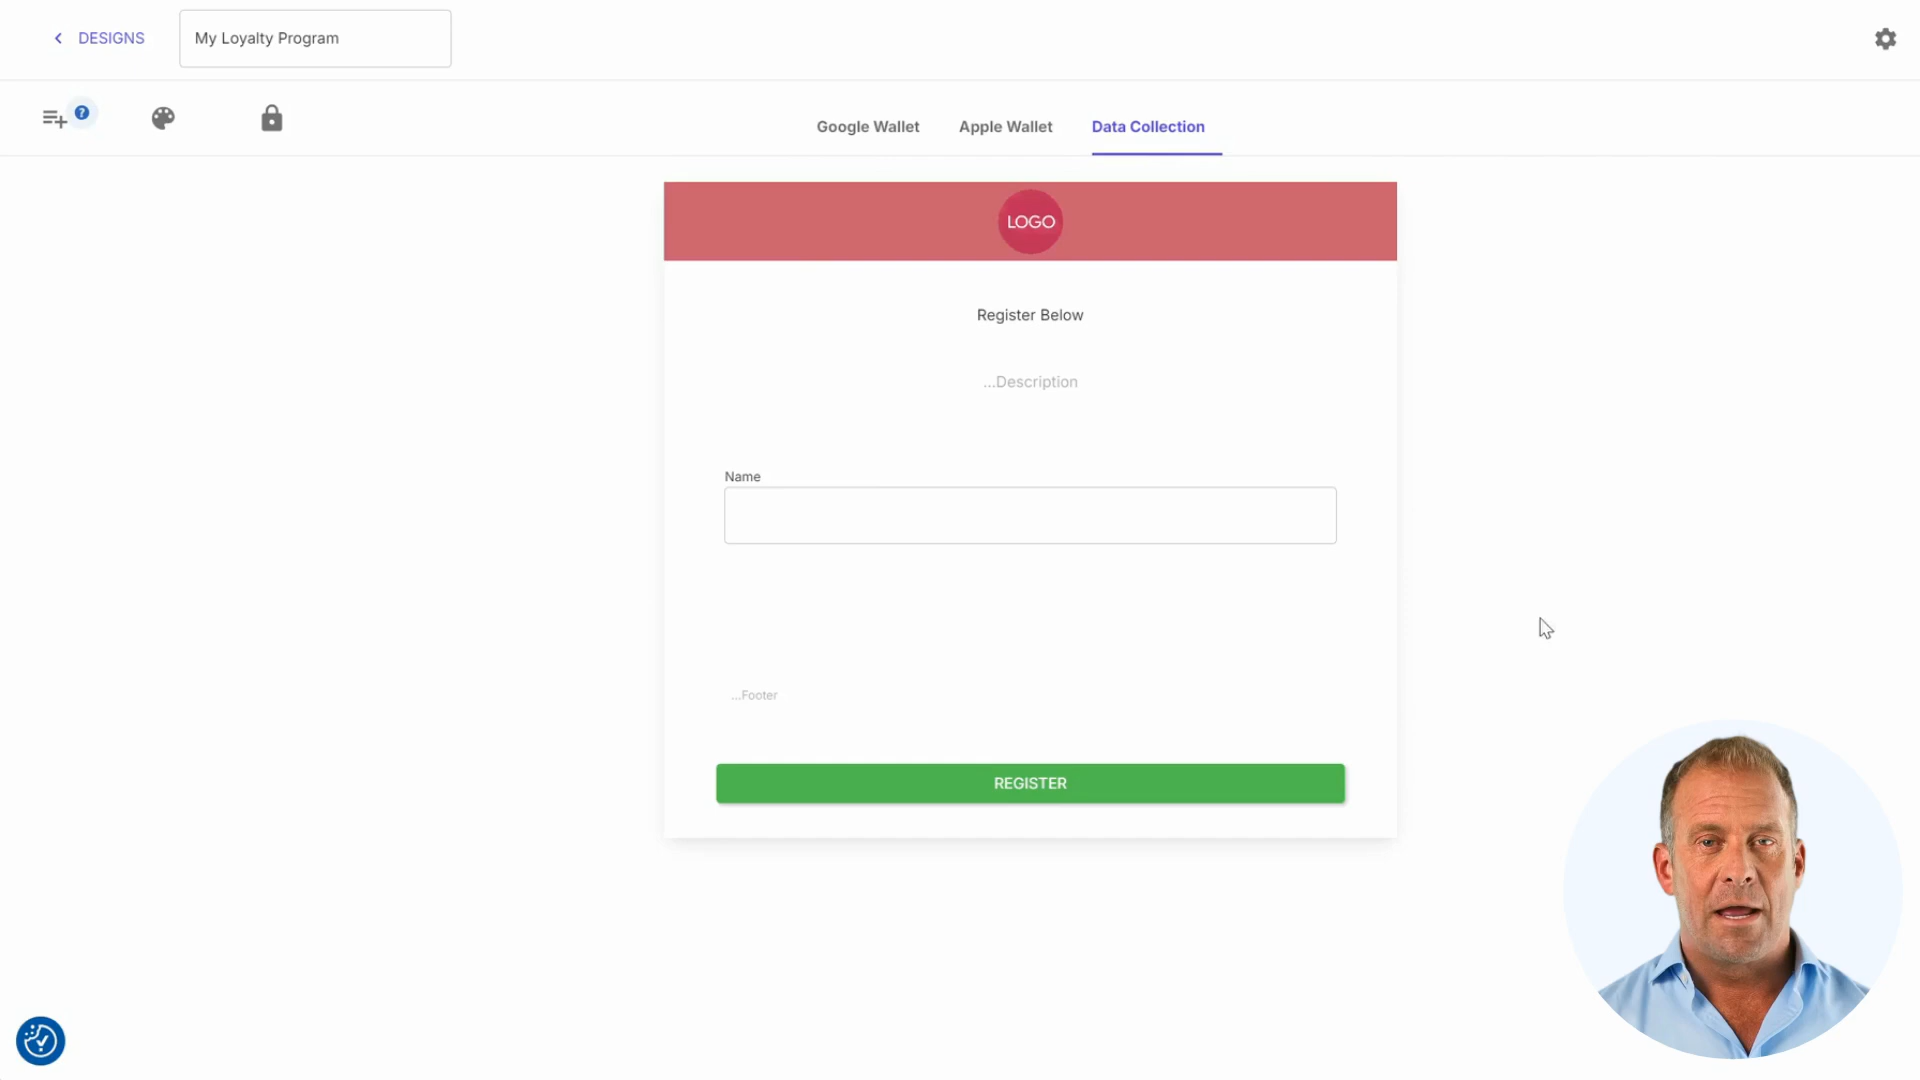 DESIGNS
My Loyalty Program
?
Google Wallet
Apple Wallet
Data Collection
LOGO
Register Below
...Description
Name
...Footer
REGISTER